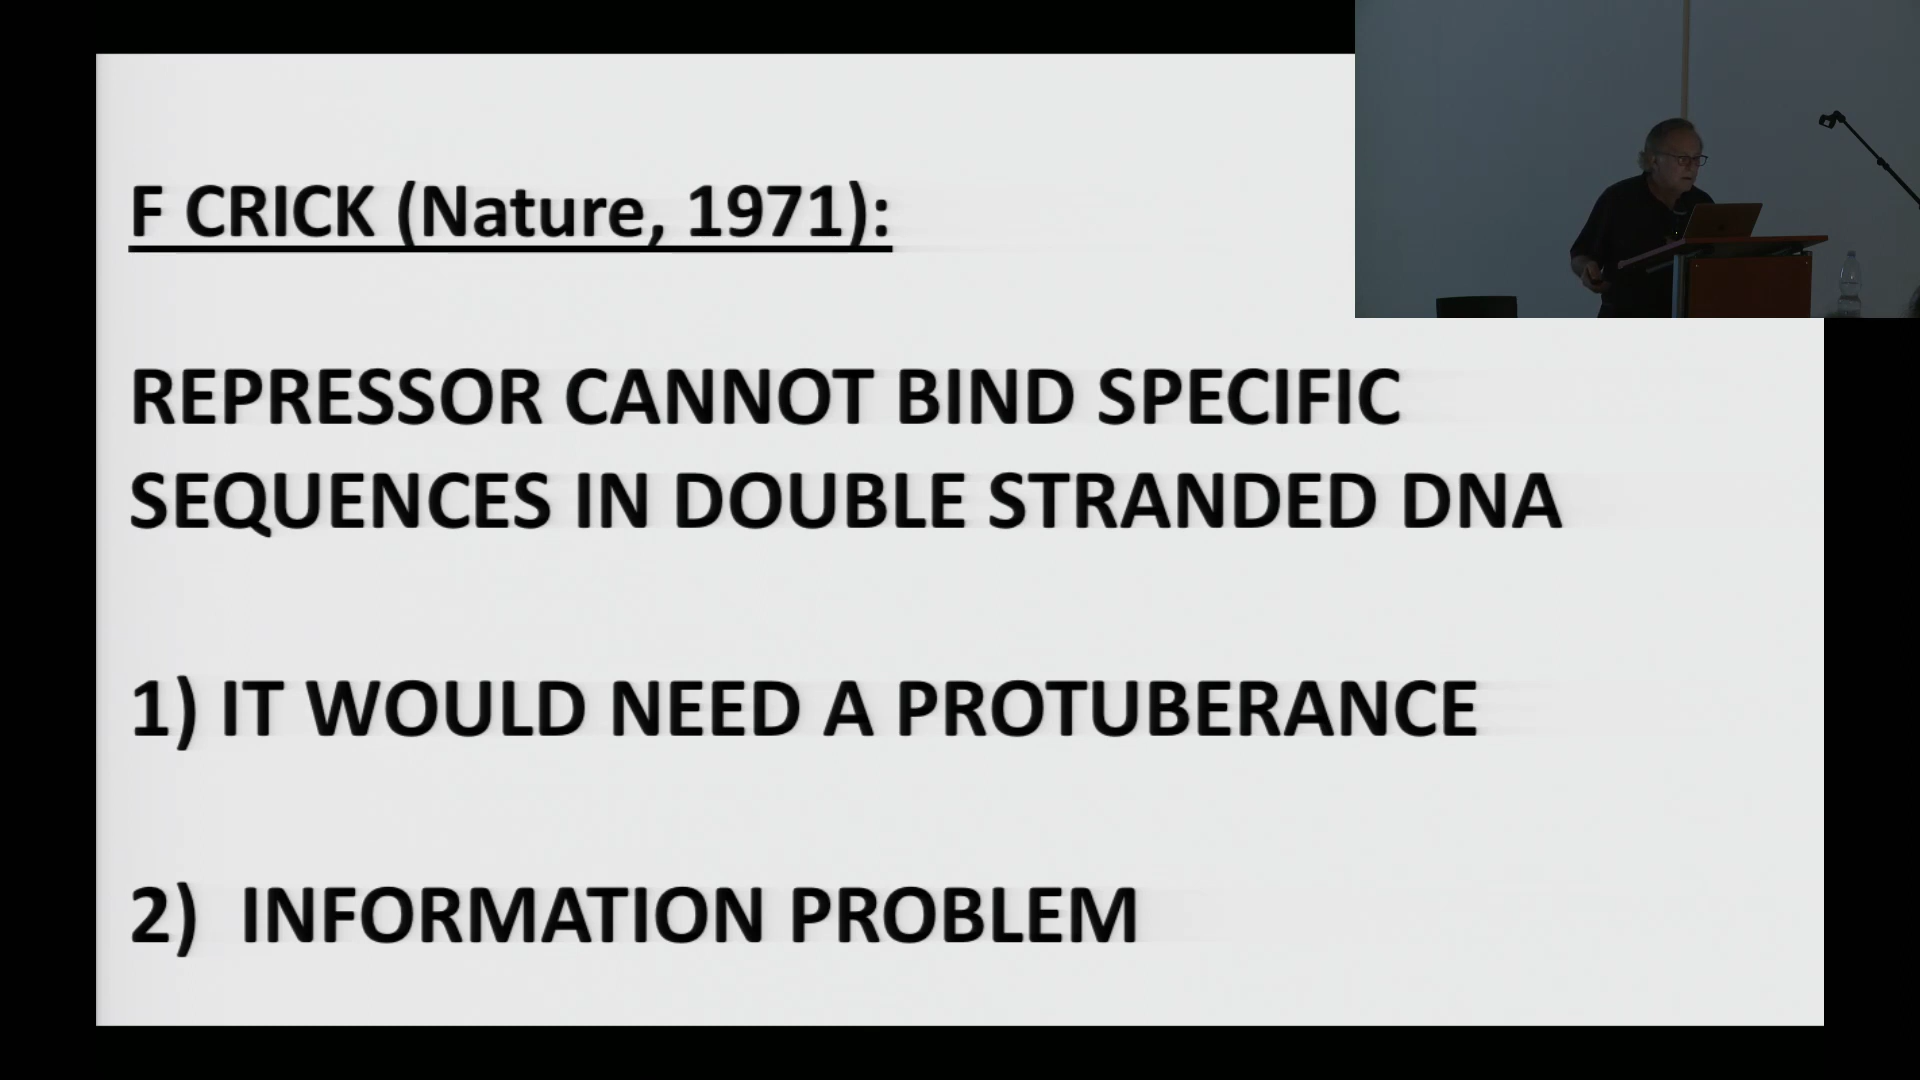 F CRICK (Nature, 1971):
REPRESSOR CANNOT BIND SPECIFIC
SEQUENCES IN DOUBLE STRANDED DNA
1) IT WOULD NEED A PROTUBERANCE
2) INFORMATION PROBLEM